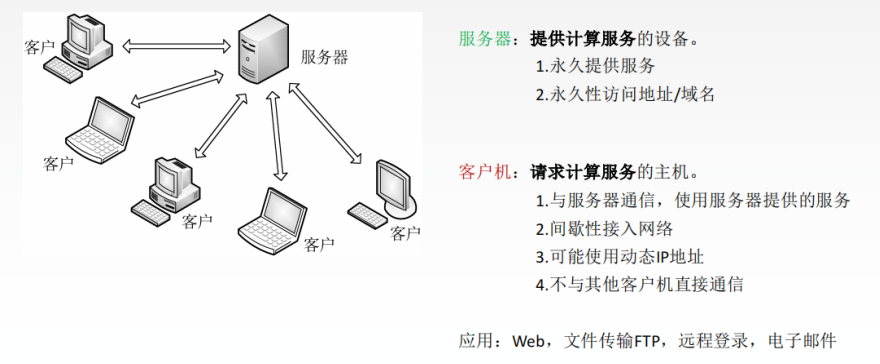 客户
服务器
客户
客户
客户
客户
服务器：提供计算服务的设备。
1.永久提供服务
2.永久性访问地址/域名
客户机：请求计算服务的主机。
1.与服务器通信，使用服务器提供的服务
2.间歇性接入网络
3.可能使用动态IP地址
4.不与其他客户机直接通信
应用：Web，文件传输FTP，远程登录，电子邮件